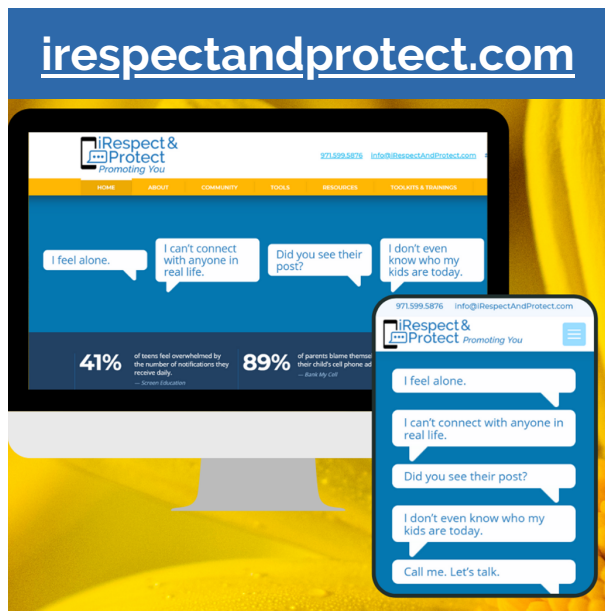 irespectandprotect.com
iRespect &
Protect
Promoting You
971.599.5876 info@iRespectAndProtect.com
HOME ABOUT COMMUNITY TOOLS RESOURCES TOOLKITS & TRAININGS
I feel alone.
I can't connect
with anyone in
real life.
Did you see their
post?
I don't even
know who my
kids are today.
41%
of teens feel overwhelmed by
the number of notifications they
receive daily.
— Screen Education
89%
of parents blame themse
their child's cell phone ad
— Bank My Cell
971.599.5876 info@iRespectAndProtect.com
iRespect &
Protect Promoting You
I feel alone.
I can't connect with anyone in
real life.
Did you see their post?
I don't even know who my
kids are today.
Call me. Let's talk.